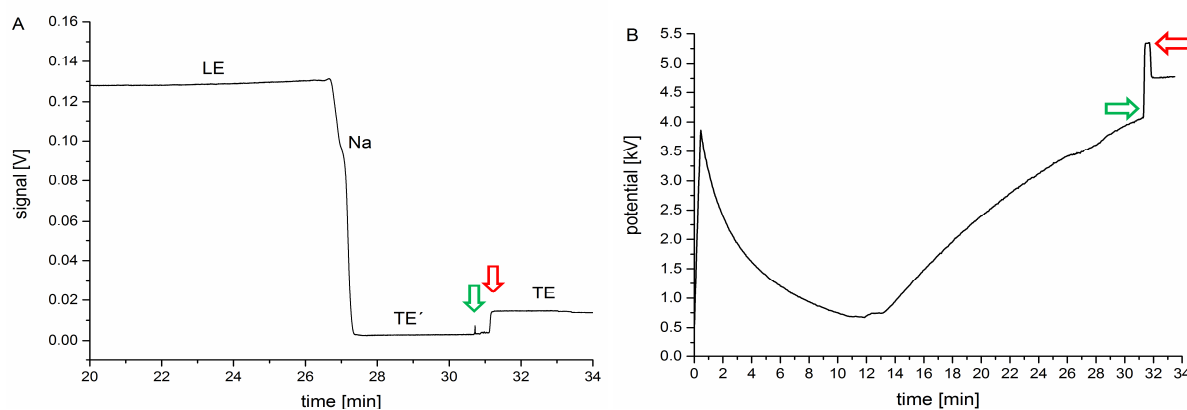 A
signal [V]
0.16
0.14
0.12
0.10
0.08
0.06
0.04
0.02
0.00
LE
Na
TE´
TE
20 22 24 26 28 30 32 34
time [min]
B
potential [kV]
5.5
5.0
4.5
4.0
3.5
3.0
2.5
2.0
1.5
1.0
0.5
0.0
0 2 4 6 8 10 12 14 16 18 20 22 24 26 28 30 32 34
time [min]